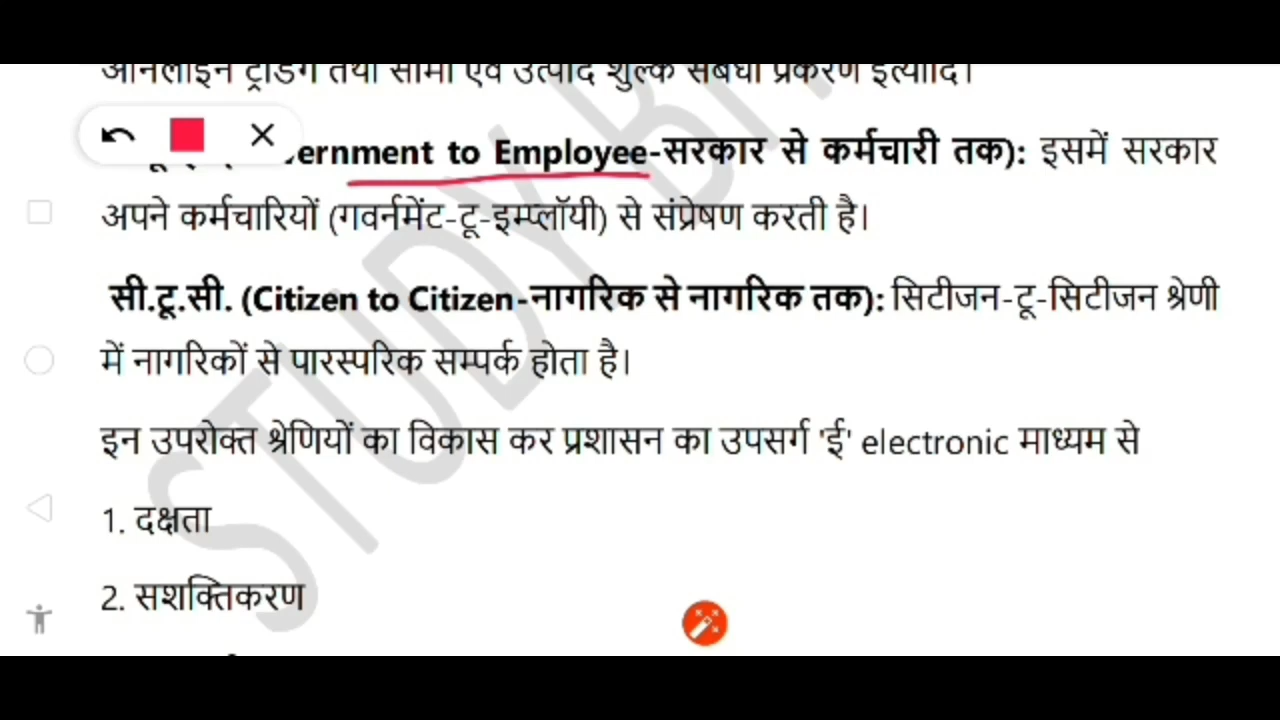 ऑनलाइन ट्रेडिंग तथा सीमा एवं उत्पाद शुल्क संबंधी प्रकरण इत्यादि।
ernment to Employee-सरकार से कर्मचारी तक): इसमें सरकार
अपने कर्मचारियों (गवर्नमेंट-टू-इम्प्लॉयी) से संप्रेषण करती है।
सी.टू.सी. (Citizen to Citizen-नागरिक से नागरिक तक): सिटीजन-टू-सिटीजन श्रेणी
में नागरिकों से पारस्परिक सम्पर्क होता है।
इन उपरोक्त श्रेणियों का विकास कर प्रशासन का उपसर्ग 'ई' electronic माध्यम से
1. दक्षता
2. सशक्तिकरण
STUDY